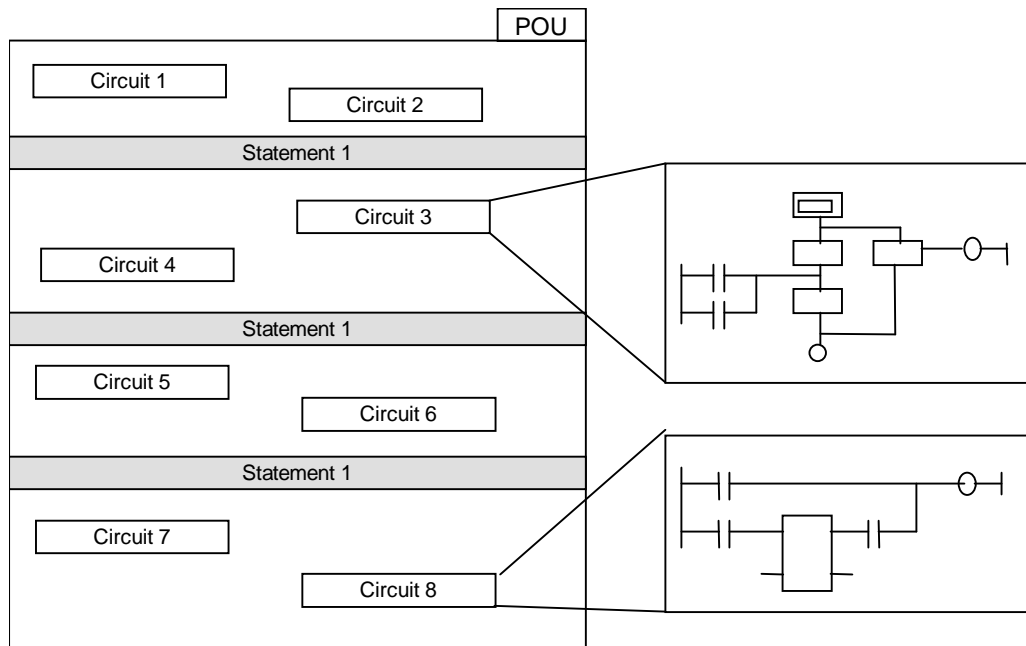 POU
Circuit 1
Circuit 2
Statement 1
Circuit 3
Circuit 4
Statement 1
Circuit 5
Circuit 6
Statement 1
Circuit 7
Circuit 8